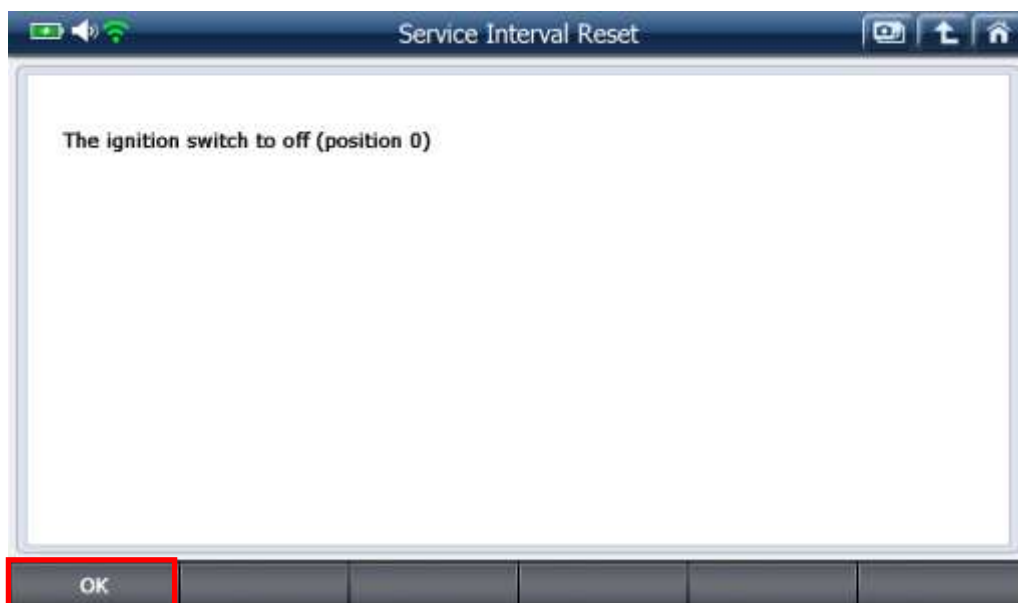 Service Interval Reset
The ignition switch to off (position 0)
OK